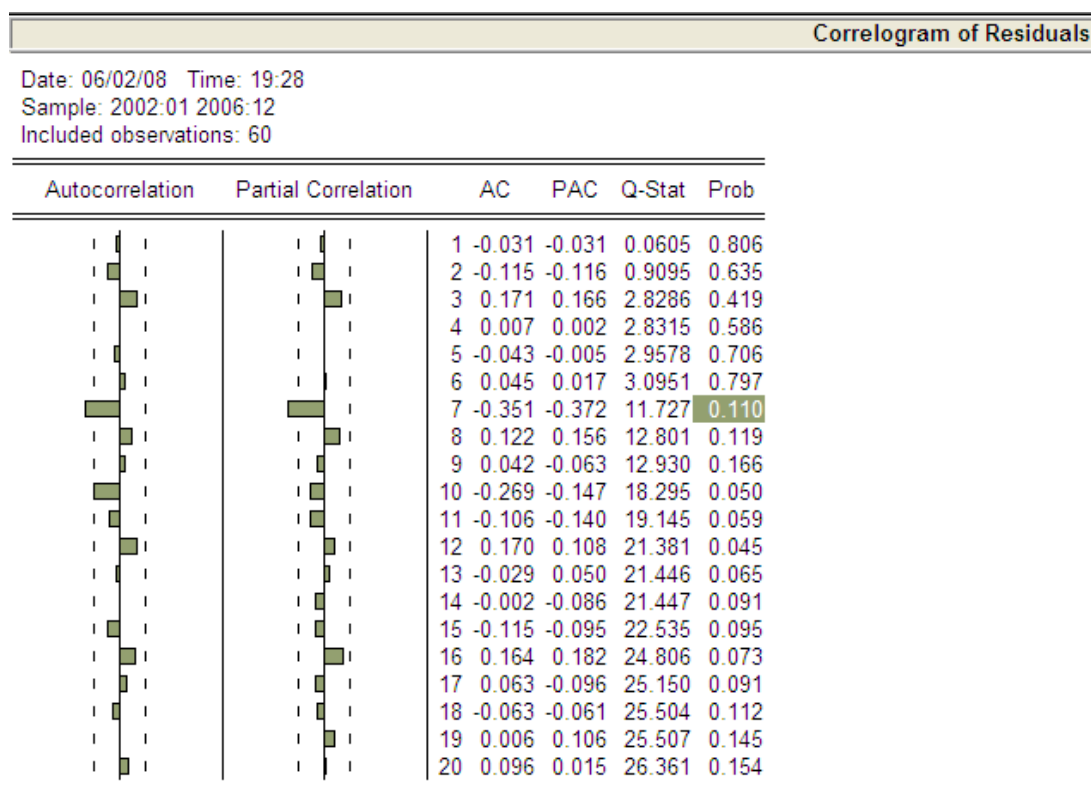 Correlogram of Residuals
Date: 06/02/08 Time: 19:28
Sample: 2002:01 2006:12
Included observations: 60
Autocorrelation Partial Correlation AC PAC Q-Stat Prob
1 -0.031 -0.031 0.0605 0.806
2 -0.115 -0.116 0.9095 0.635
3 0.171 0.166 2.8286 0.419
4 0.007 0.002 2.8315 0.586
5 -0.043 -0.005 2.9578 0.706
6 0.045 0.017 3.0951 0.797
7 -0.351 -0.372 11.727 0.110
8 0.122 0.156 12.801 0.119
9 0.042 -0.063 12.930 0.166
10 -0.269 -0.147 18.295 0.050
11 -0.106 -0.140 19.145 0.059
12 0.170 0.108 21.381 0.045
13 -0.029 0.050 21.446 0.065
14 -0.002 -0.086 21.447 0.091
15 -0.115 -0.095 22.535 0.095
16 0.164 0.182 24.806 0.073
17 0.063 -0.096 25.150 0.091
18 -0.063 -0.061 25.504 0.112
19 0.006 0.106 25.507 0.145
20 0.096 0.015 26.361 0.154